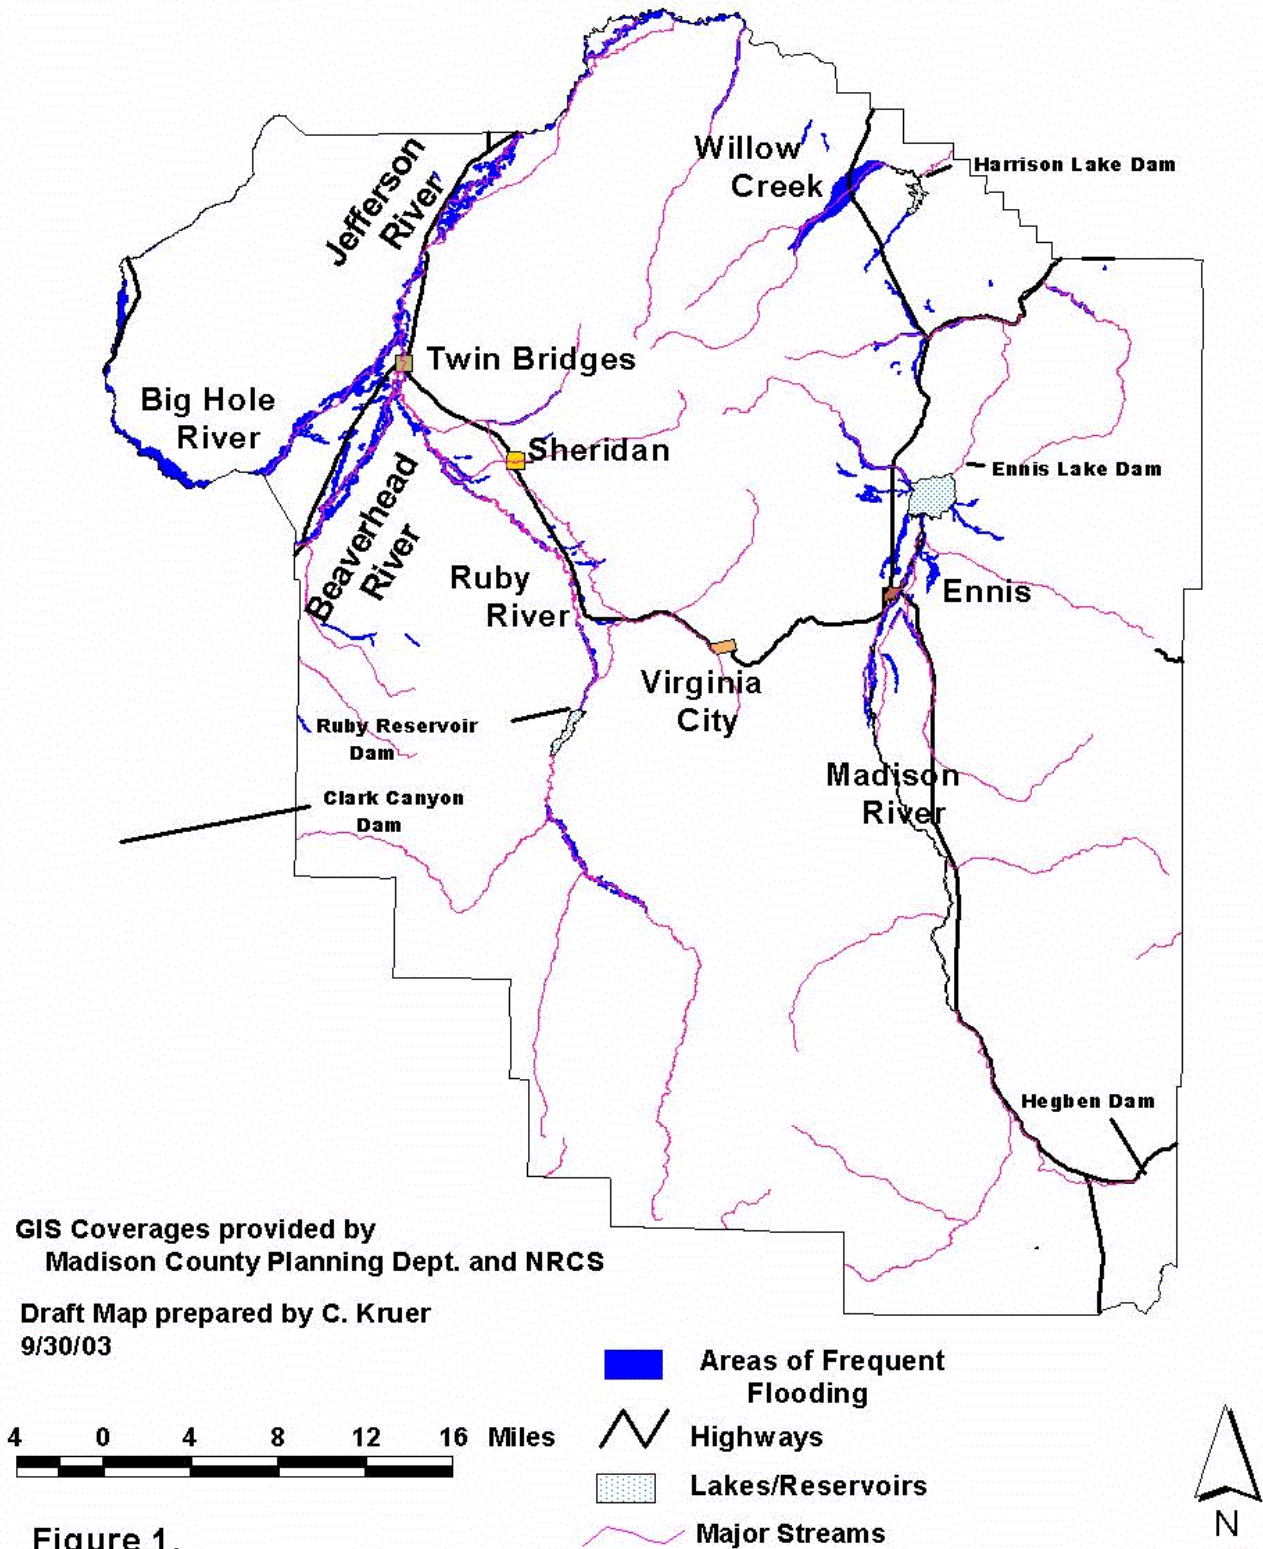 Willow
Creek
Harrison Lake Dam
Jefferson
River
Twin Bridges
Big Hole
River
Sheridan
Ennis Lake Dam
Beaverhead
River
Ruby
River
Ennis
Virginia
City
Ruby Reservoir
Dam
Madison
River
Clark Canyon
Dam
Hegben Dam
GIS Coverages provided by
Madison County Planning Dept. and NRCS
Draft Map prepared by C. Kruer
9/30/03
Areas of Frequent
Flooding
4 0 4 8 12 16 Miles
Highways
Lakes/Reservoirs
Major Streams
N
Figure 1.